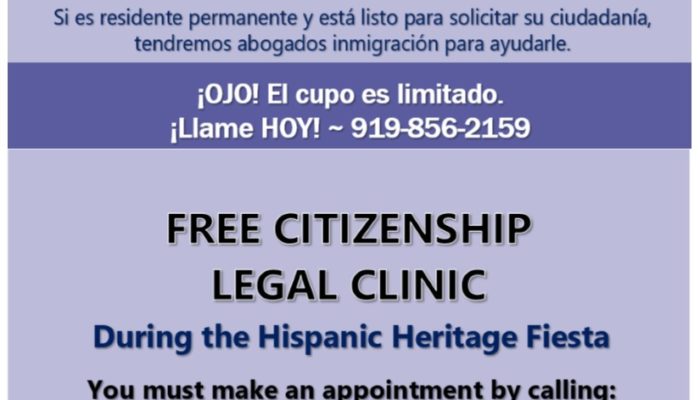 Si es residente permanente y está listo para solicitar su ciudadanía,
tendremos abogados inmigración para ayudarle.
¡OJO! El cupo es limitado.
¡Llame HOY! ~ 919-856-2159
FREE CITIZENSHIP
LEGAL CLINIC
During the Hispanic Heritage Fiesta
You must make an appointment by calling: